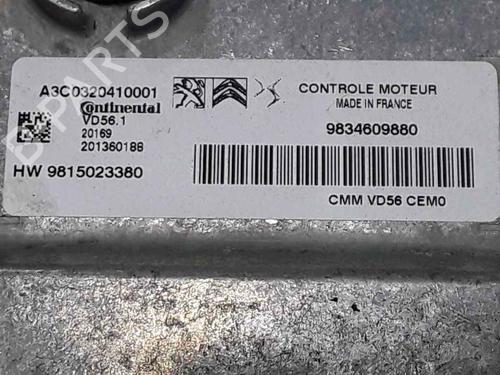 A3C0320410001
Continental
VD56.1
20169
201360188
HW 9815023380
CONTROLE MOTEUR
MADE IN FRANCE
9834609880
CMM VD56 CEM0
B-PARTS